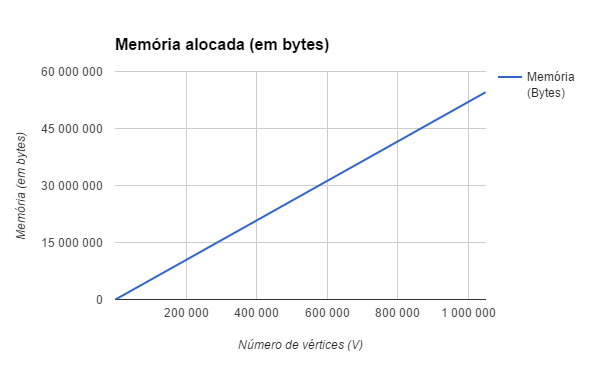 Memória alocada (em bytes)
60 000 000
45 000 000
30 000 000
15 000 000
0
Memória (em bytes)
200 000
400 000
600 000
800 000
1 000 000
Número de vértices (V)
Memória
(Bytes)